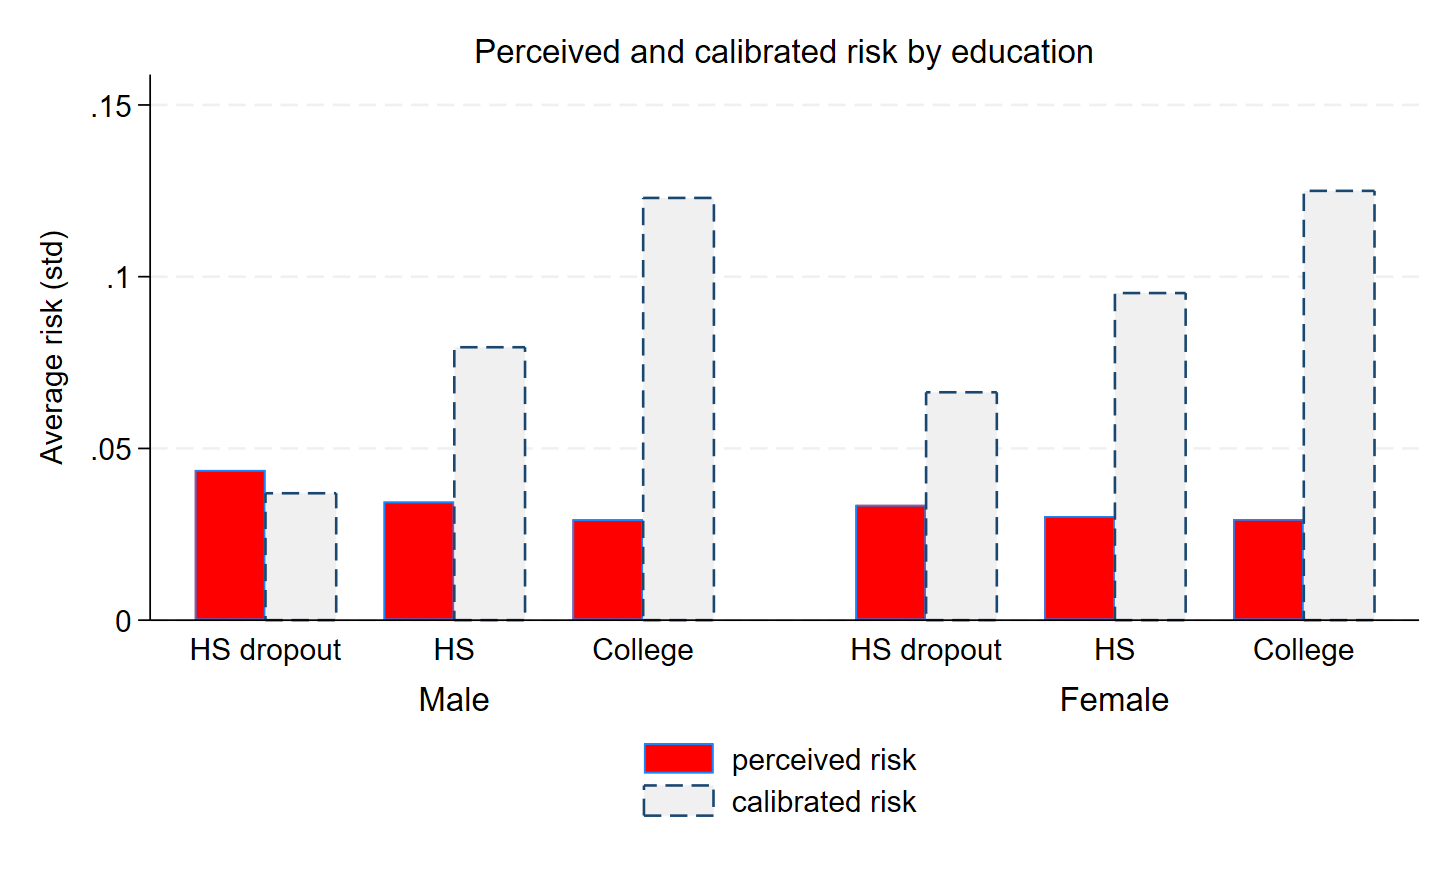 Perceived and calibrated risk by education
Average risk (std)
.15
.1
.05
0
HS dropout HS College HS dropout HS College
Male Female
perceived risk
calibrated risk